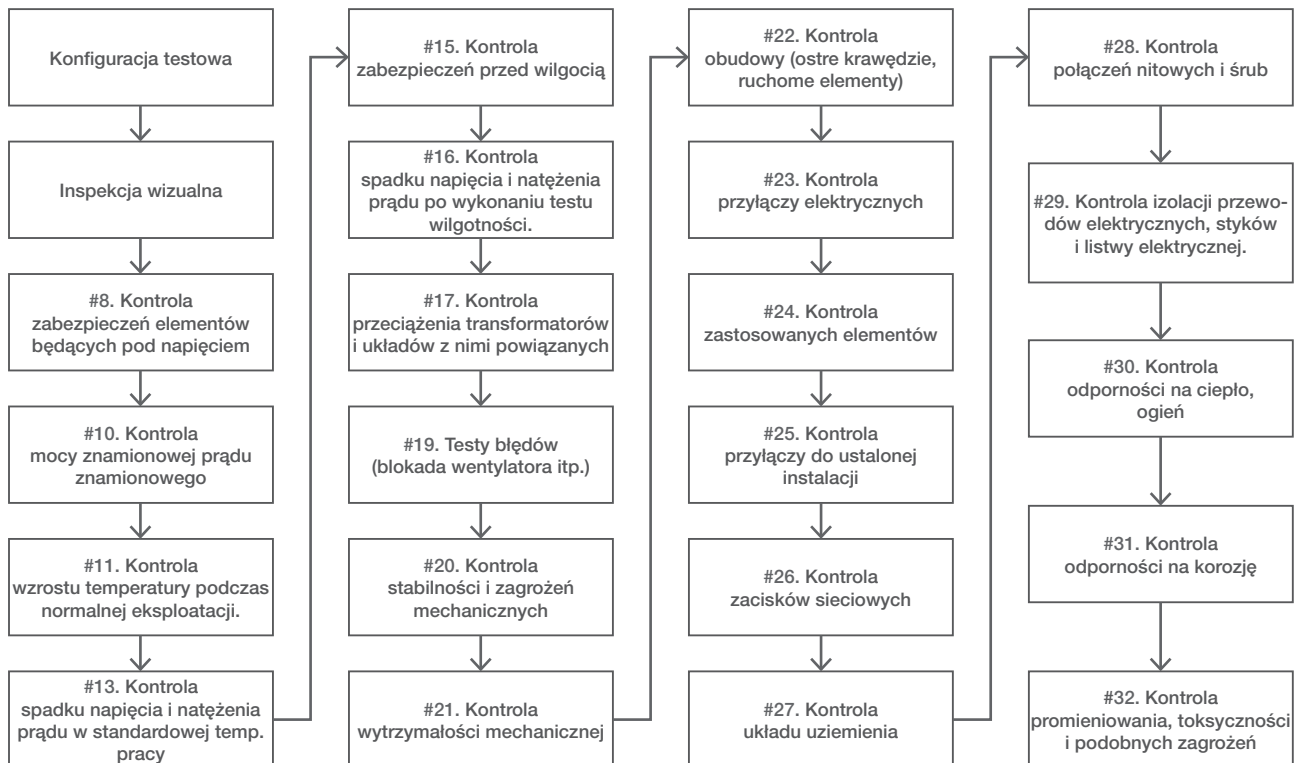 Konfiguracja testowa
Inspekcja wizualna
#8. Kontrola
zabezpieczeń elementów
będących pod napięciem
#10. Kontrola
mocy znamionowej prądu
znamionowego
#11. Kontrola
wzrostu temperatury podczas
normalnej eksploatacji.
#13. Kontrola
spadku napięcia i natężenia
prądu w standardowej temp.
pracy
#15. Kontrola
zabezpieczeń przed wilgocią
#16. Kontrola
spadku napięcia i natężenia
prądu po wykonaniu testu
wilgotności.
#17. Kontrola
przeciążenia transformatorów
i układów z nimi powiązanych
#19. Testy błędów
(blokada wentylatora itp.)
#20. Kontrola
stabilności i zagrożeń
mechanicznych
#21. Kontrola
wytrzymałości mechanicznej
#22. Kontrola
obudowy (ostre krawędzie,
ruchome elementy)
#23. Kontrola
przyłączy elektrycznych
#24. Kontrola
zastosowanych elementów
#25. Kontrola
przyłączy do ustalonej
instalacji
#26. Kontrola
zacisków sieciowych
#27. Kontrola
układu uziemienia
#28. Kontrola
połączeń nitowych i śrub
#29. Kontrola izolacji przewo-
dów elektrycznych, styków
i listwy elektrycznej.
#30. Kontrola
odporności na ciepło,
ogień
#31. Kontrola
odporności na korozję
#32. Kontrola
promieniowania, toksyczności
i podobnych zagrożeń